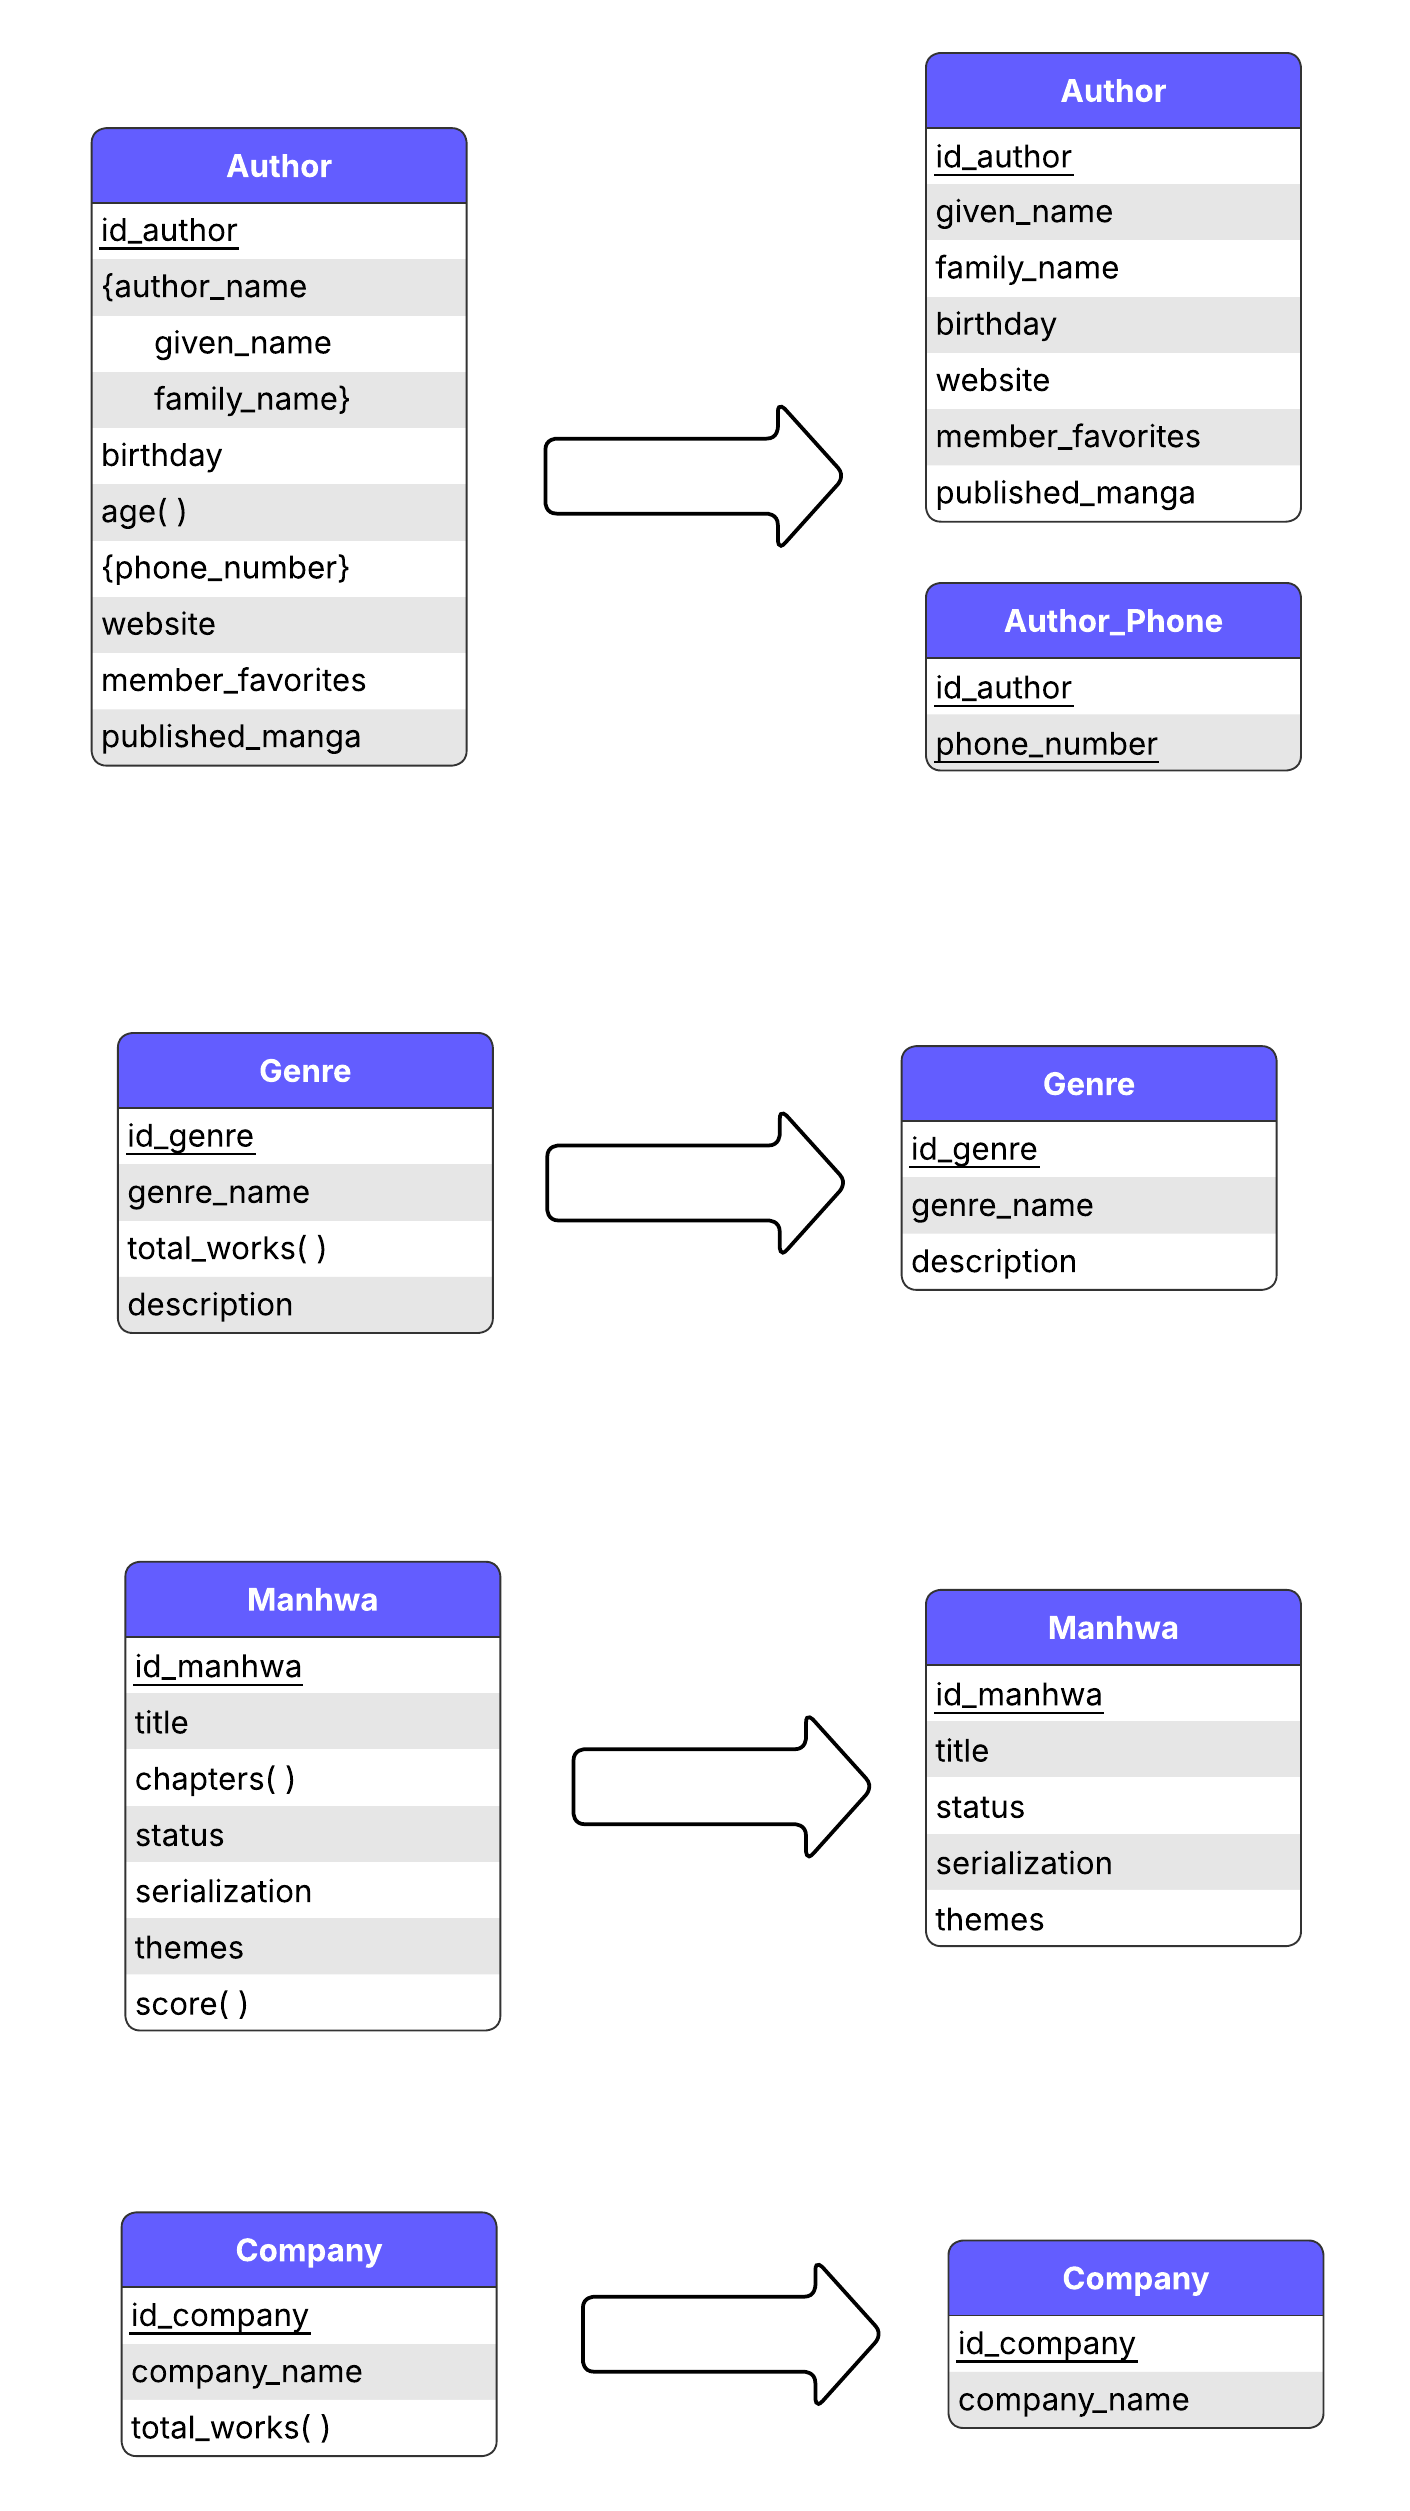 Author
id_author
{author_name
given_name
family_name}
birthday
age( )
{phone_number}
website
member_favorites
published_manga
Author
id_author
given_name
family_name
birthday
website
member_favorites
published_manga
Author_Phone
id_author
phone_number
Genre
id_genre
genre_name
total_works( )
description
Genre
id_genre
genre_name
description
Manhwa
id_manhwa
title
chapters( )
status
serialization
themes
score( )
Manhwa
id_manhwa
title
status
serialization
themes
Company
id_company
company_name
total_works( )
Company
id_company
company_name